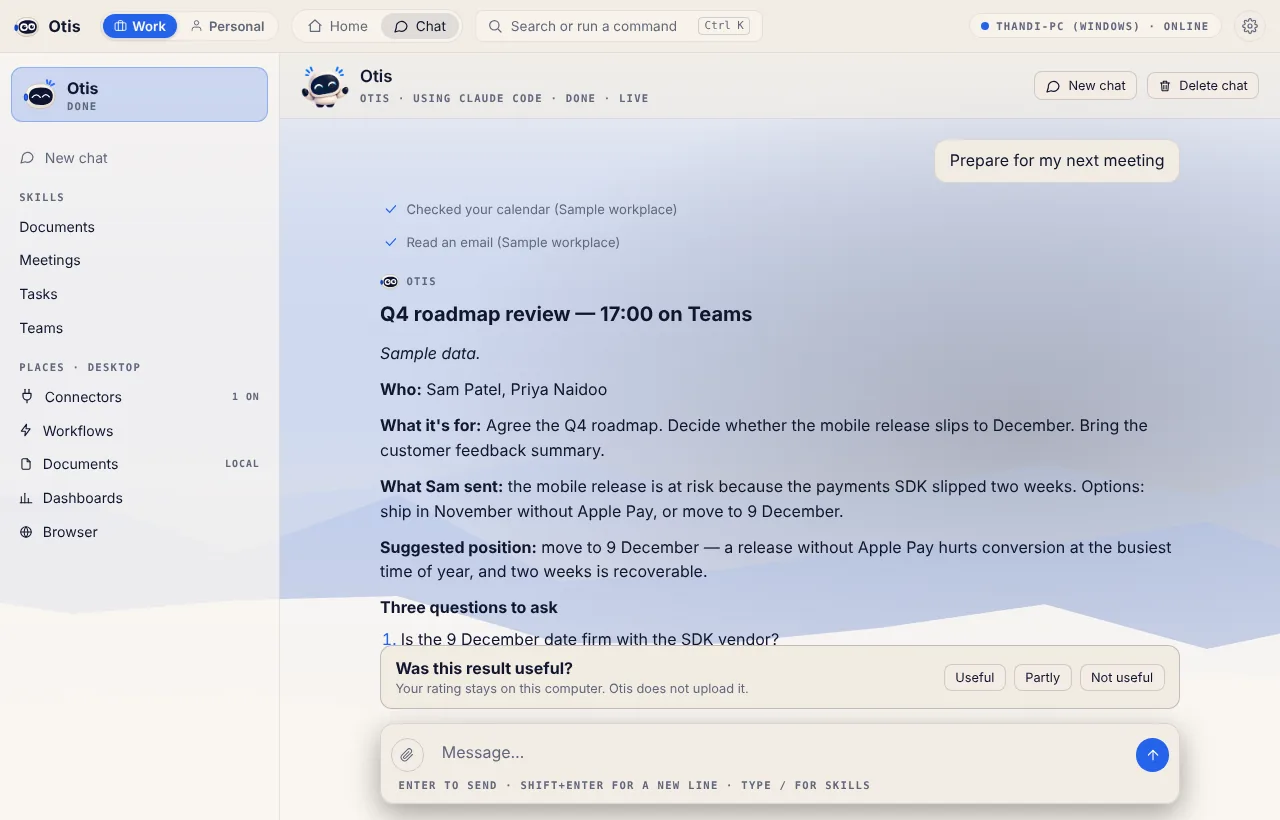 Otis
Work
Personal
Home
Chat
Search or run a command
Ctrl K
THANDI-PC (WINDOWS) · ONLINE
Otis
DONE
New chat
SKILLS
Documents
Meetings
Tasks
Teams
PLACES · DESKTOP
Connectors 1 ON
Workflows
Documents LOCAL
Dashboards
Browser
Otis
OTIS · USING CLAUDE CODE · DONE · LIVE
New chat
Delete chat
Prepare for my next meeting
Checked your calendar (Sample workplace)
Read an email (Sample workplace)
OTIS
Q4 roadmap review — 17:00 on Teams
Sample data.
Who: Sam Patel, Priya Naidoo
What it's for: Agree the Q4 roadmap. Decide whether the mobile release slips to December. Bring the
customer feedback summary.
What Sam sent: the mobile release is at risk because the payments SDK slipped two weeks. Options:
ship in November without Apple Pay, or move to 9 December.
Suggested position: move to 9 December — a release without Apple Pay hurts conversion at the busiest
time of year, and two weeks is recoverable.
Three questions to ask
1. Is the 9 December date firm with the SDK vendor?
Was this result useful?
Your rating stays on this computer. Otis does not upload it.
Useful
Partly
Not useful
Message...
ENTER TO SEND · SHIFT+ENTER FOR A NEW LINE · TYPE / FOR SKILLS